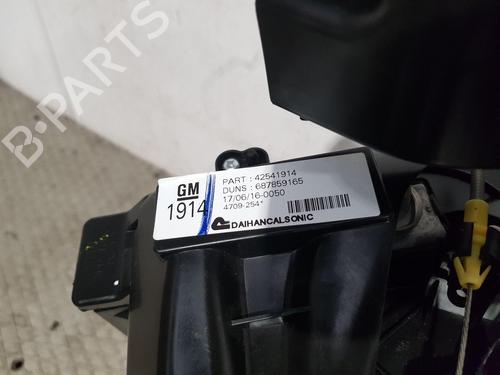 B-PARTS
GM
1914
PART : 42541914
DUNS : 687859165
17/06/16-0050
4709-254*
DAIHANCALSONIC